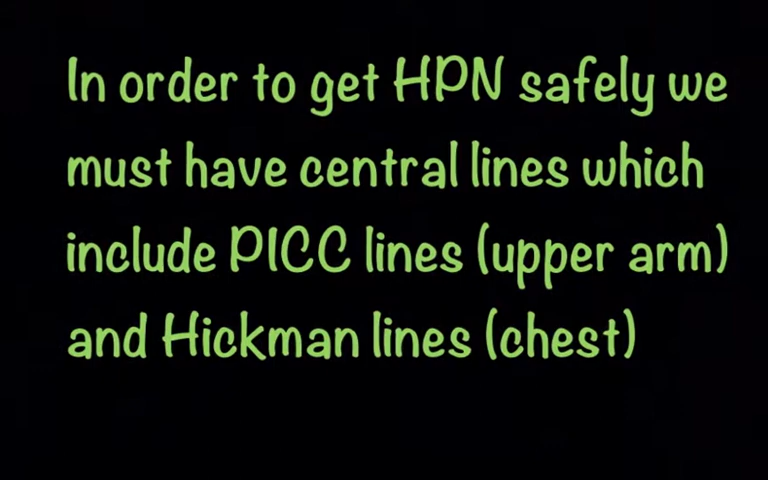 In order to get HPN safely we
must have central lines which
include PICC lines (upper arm)
and Hickman lines (chest)